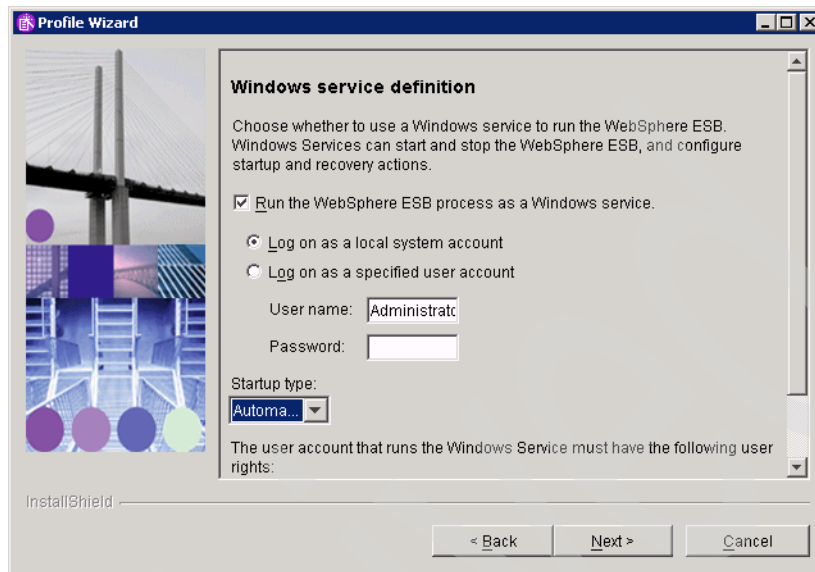 Profile Wizard
Windows service definition
Choose whether to use a Windows service to run the WebSphere ESB.
Windows Services can start and stop the WebSphere ESB, and configure
startup and recovery actions.
Run the WebSphere ESB process as a Windows service.
Log on as a local system account
Log on as a specified user account
User name: Administratc
Password:
Startup type:
Automa...
The user account that runs the Windows Service must have the following user
rights:
InstallShield
< Back Next > Cancel